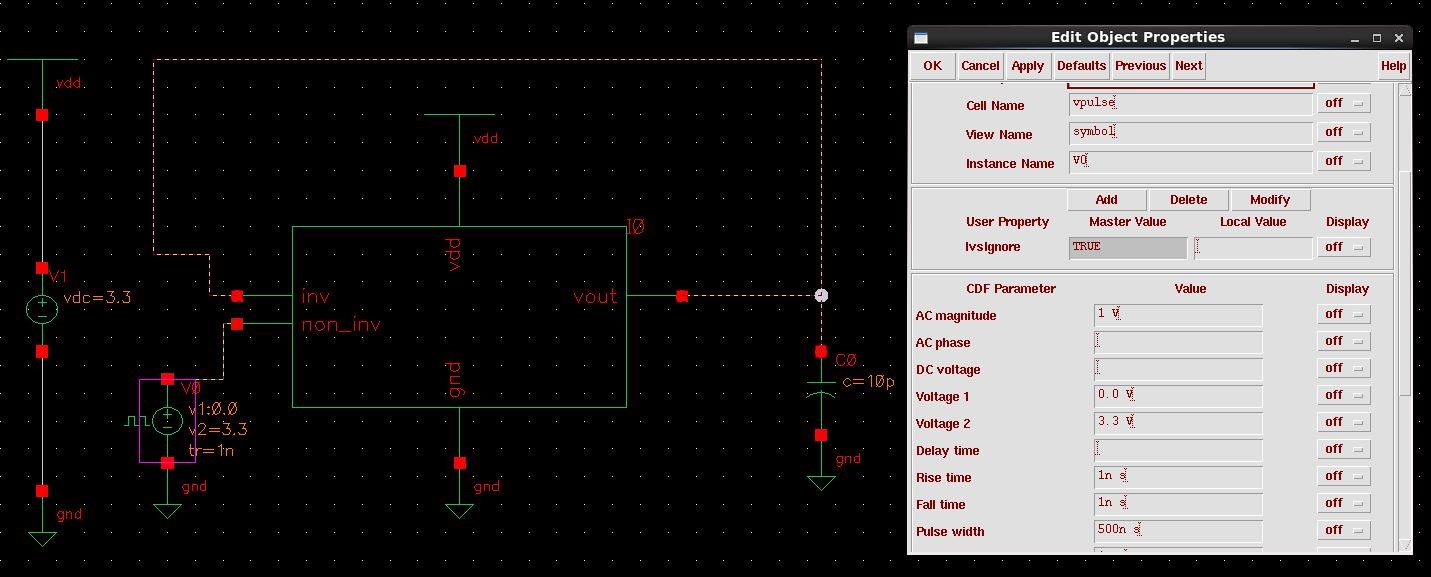 vdd
V1
vdc=3.3
gnd
vdd
I0
vdd
inv
non_inv
vout
gnd
gnd
V0
v1:0.0
v2=3.3
tr=1n
gnd
C0
c=10p
gnd
Edit Object Properties
OK Cancel Apply Defaults Previous Next Help
Cell Name vpulse off
View Name symbol off
Instance Name V0 off
Add Delete Modify
User Property Master Value Local Value Display
lvsIgnore TRUE off
CDF Parameter Value Display
AC magnitude 1 V off
AC phase off
DC voltage off
Voltage 1 0.0 V off
Voltage 2 3.3 V off
Delay time off
Rise time 1n s off
Fall time 1n s off
Pulse width 500n s off